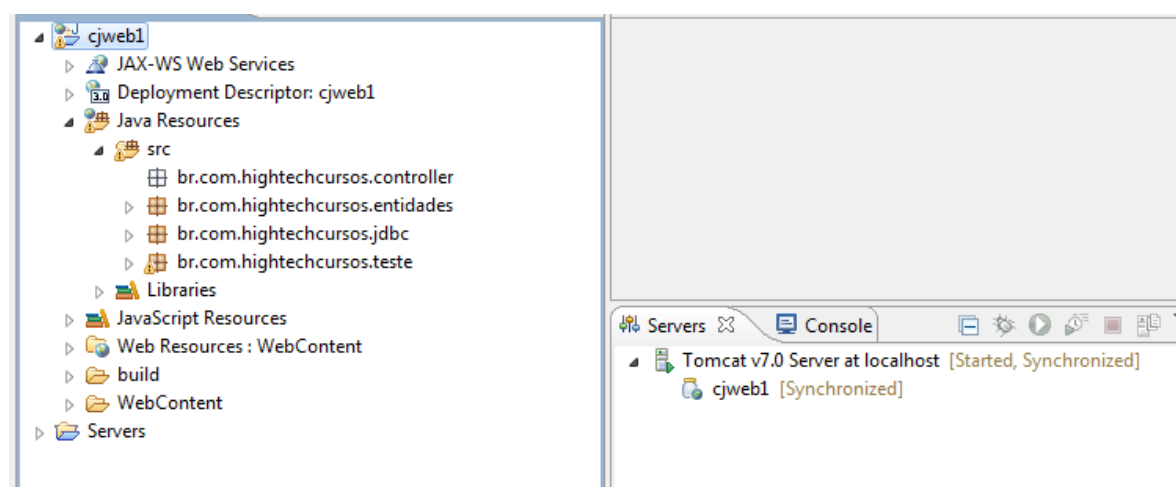 cjweb1
JAX-WS Web Services
3.0 Deployment Descriptor: cjweb1
Java Resources
src
br.com.hightechcursos.controller
br.com.hightechcursos.entidades
br.com.hightechcursos.jdbc
br.com.hightechcursos.teste
Libraries
JavaScript Resources
Web Resources : WebContent
build
WebContent
Servers
Servers Console
Tomcat v7.0 Server at localhost [Started, Synchronized]
cjweb1 [Synchronized]